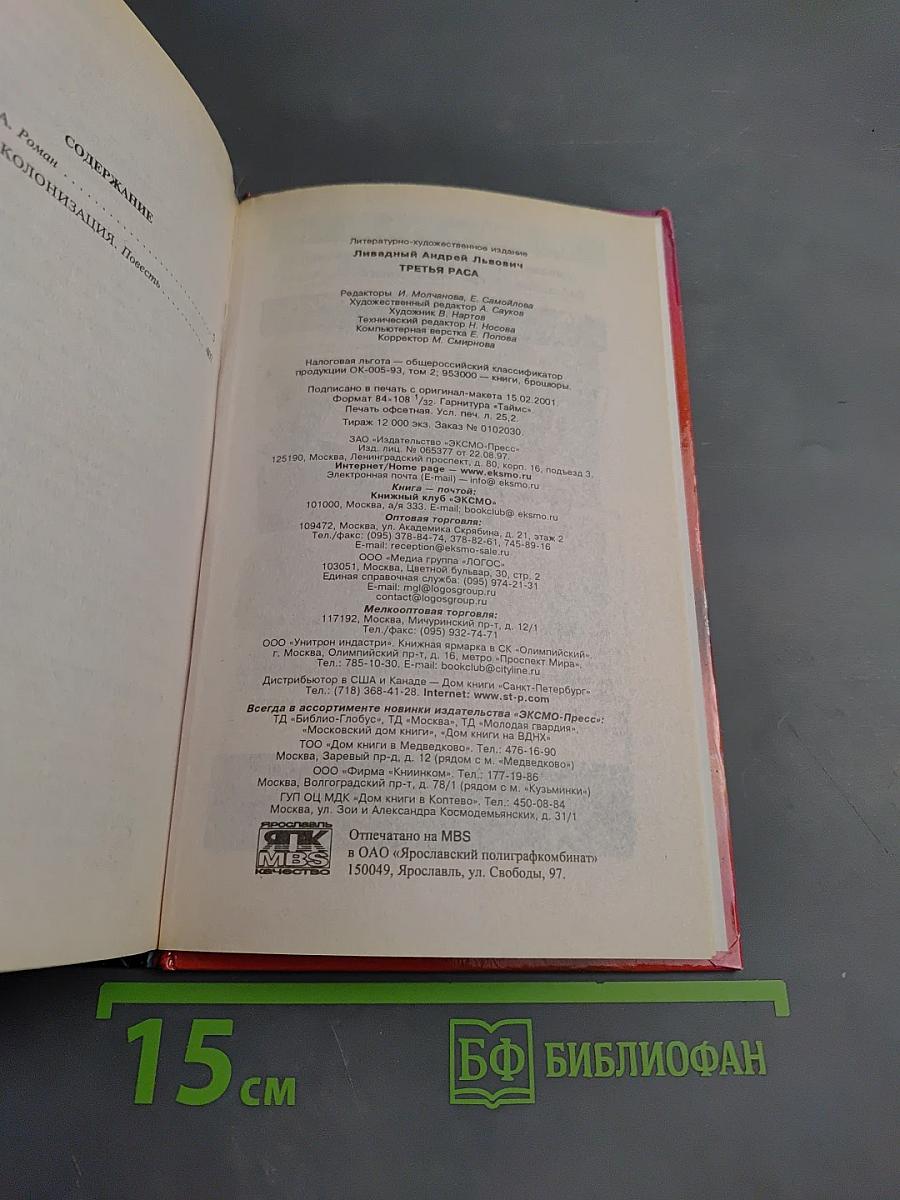 СОДЕРЖАНИЕ
А. Роман
КОЛОНИЗАЦИЯ. Повесть
Литературно-художественное издание
Ливадный Андрей Львович
ТРЕТЬЯ РАСА
Редакторы И. Молчанова, Е. Самойлова
Художественный редактор А. Сауков
Художник В. Нартов
Технический редактор Н. Носова
Компьютерная верстка Е. Попова
Корректор М. Смирнова
Налоговая льгота — общероссийский классификатор
продукции ОК-005-93, том 2; 953000 — книги, брошюры.
Подписано в печать с оригинал-макета 15.02.2001.
Формат 84×108 1/32. Гарнитура «Таймс».
Печать офсетная. Усл. печ. л. 25,2.
Тираж 12 000 экз. Заказ № 0102030.
ЗАО «Издательство «ЭКСМО-Пресс»
Изд. лиц. № 065377 от 22.08.97.
125190, Москва, Ленинградский проспект, д. 80, корп. 16, подъезд 3.
Интернет/Home page — www.eksmo.ru
Электронная почта (E-mail) — info@ eksmo.ru
Книга — почтой:
Книжный клуб «ЭКСМО»
101000, Москва, а/я 333. E-mail: bookclub@ eksmo.ru
Оптовая торговля:
109472, Москва, ул. Академика Скрябина, д. 21, этаж 2
Тел./факс: (095) 378-84-74, 378-82-61, 745-89-16
E-mail: reception@eksmo-sale.ru
ООО «Медиа группа «ЛОГОС»
103051, Москва, Цветной бульвар, 30, стр. 2
Единая справочная служба: (095) 974-21-31
E-mail: mgl@logosgroup.ru
contact@logosgroup.ru
Мелкооптовая торговля:
117192, Москва, Мичуринский пр-т, д. 12/1
Тел./факс: (095) 932-74-71
ООО «Унитрон индастри». Книжная ярмарка в СК «Олимпийский».
г. Москва, Олимпийский пр-т, д. 16, метро «Проспект Мира».
Тел.: 785-10-30. E-mail: bookclub@cityline.ru
Дистрибьютор в США и Канаде — Дом книги «Санкт-Петербург»
Тел.: (718) 368-41-28. Internet: www.st-p.com
Всегда в ассортименте новинки издательства «ЭКСМО-Пресс»:
ТД «Библио-Глобус», ТД «Москва», ТД «Молодая гвардия»,
«Московский дом книги», «Дом книги на ВДНХ»
ТОО «Дом книги в Медведково». Тел.: 476-16-90
Москва, Заревый пр-д, д. 12 (рядом с м. «Медведково»)
ООО «Фирма «Книинком». Тел.: 177-19-86
Москва, Волгоградский пр-т, д. 78/1 (рядом с м. «Кузьминки»)
ГУП ОЦ МДК «Дом книги в Коптево». Тел.: 450-08-84
Москва, ул. Зои и Александра Космодемьянских, д. 31/1
ЯРОСЛАВЛЬ
ЯПК
MBS
КАЧЕСТВО
Отпечатано на MBS
в ОАО «Ярославский полиграфкомбинат»
150049, Ярославль, ул. Свободы, 97.
15 см
БФ БИБЛИОФАН